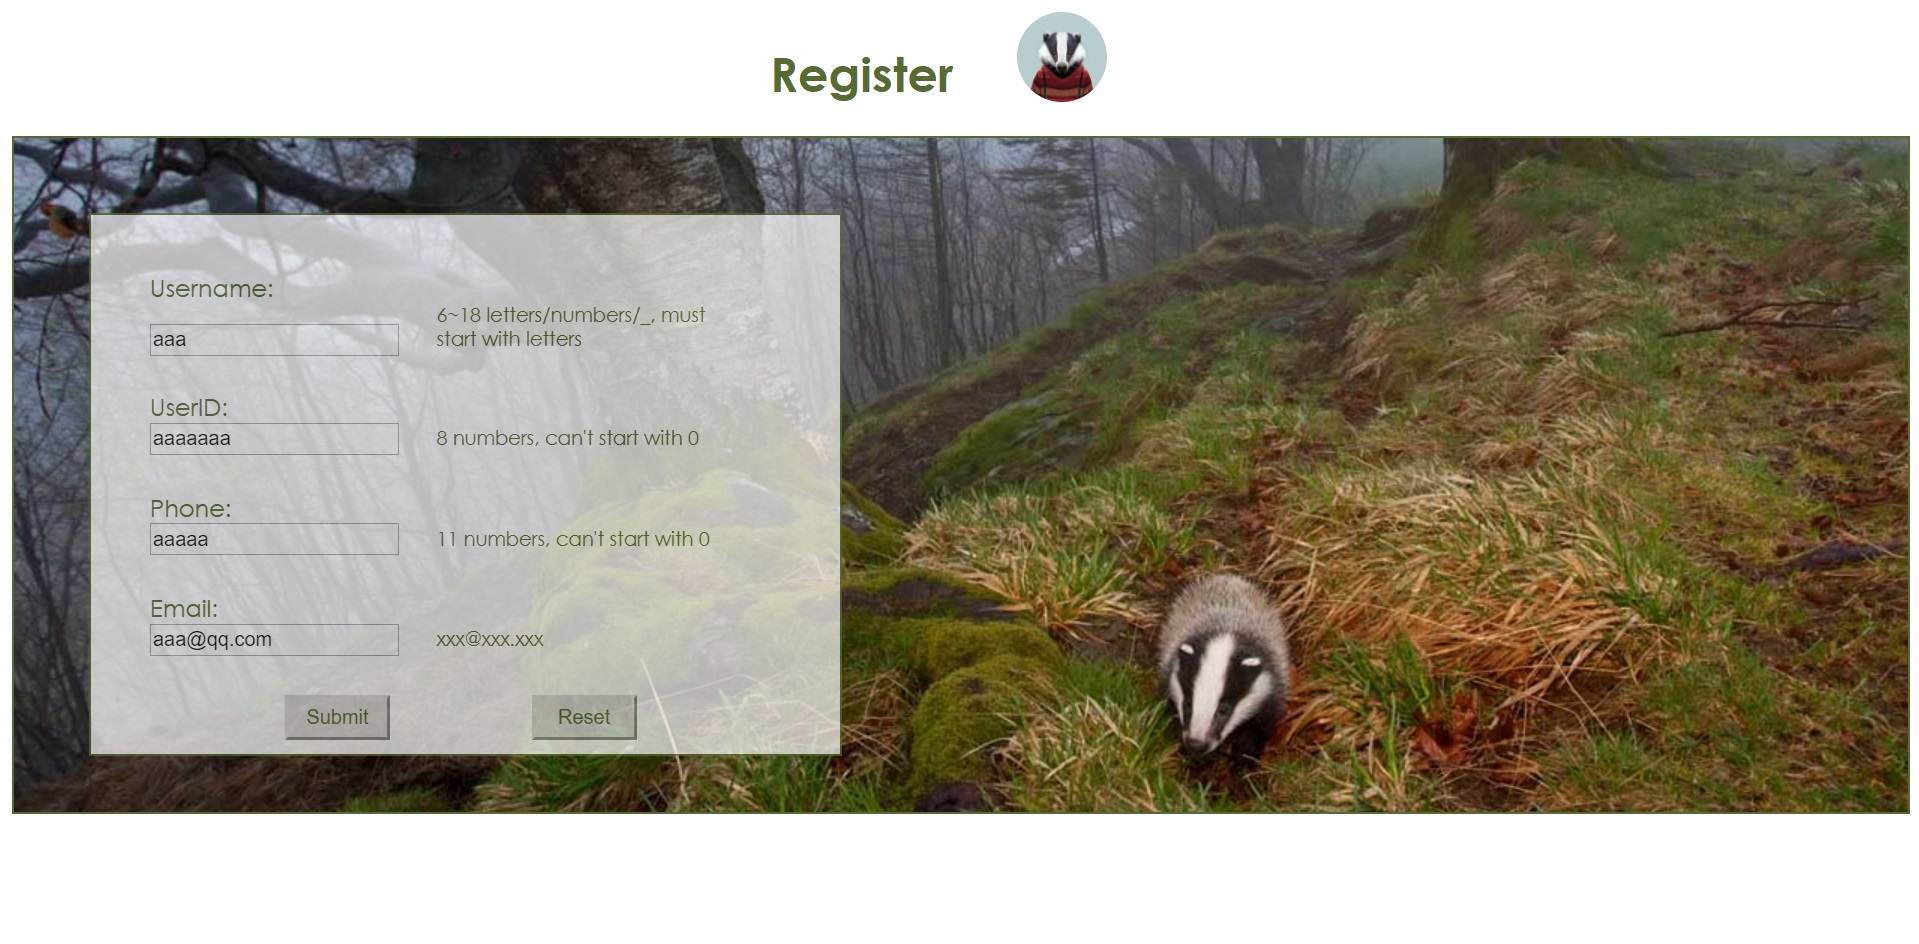 Register
Username:
6~18 letters/numbers/_, must
start with letters
aaa
UserID:
aaaaaaa
8 numbers, can't start with 0
Phone:
aaaaa
11 numbers, can't start with 0
Email:
aaa@qq.com
xxx@xxx.xxx
Submit
Reset